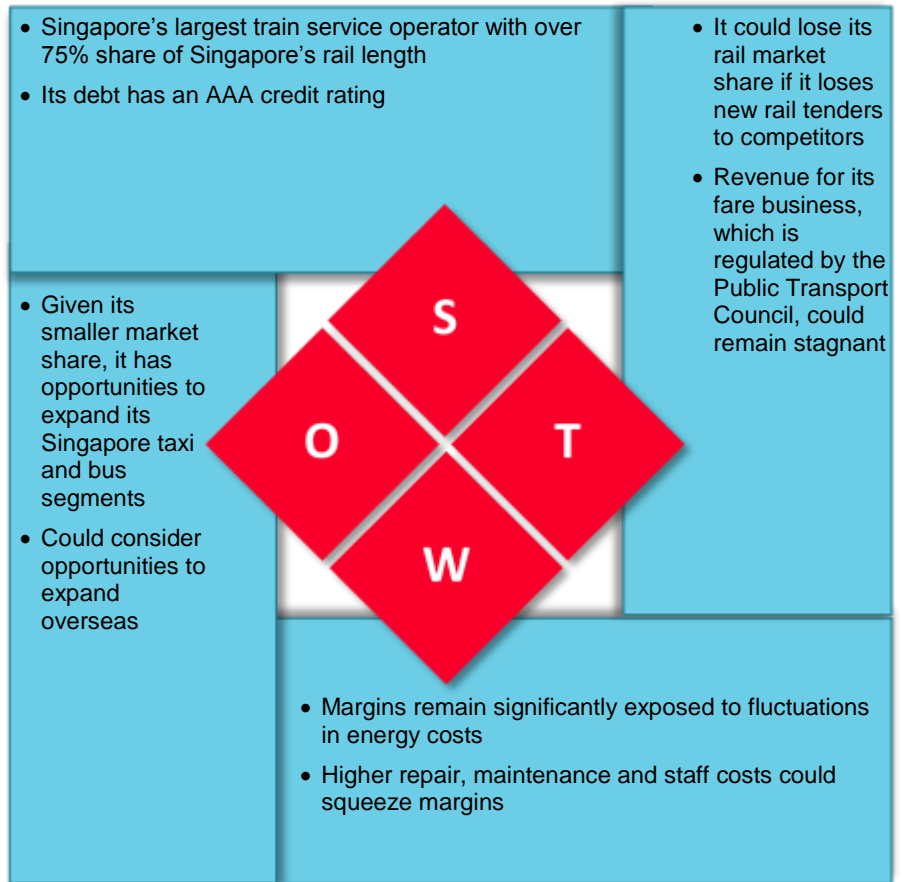 • Singapore’s largest train service operator with over
75% share of Singapore’s rail length
• Its debt has an AAA credit rating
• It could lose its
rail market
share if it loses
new rail tenders
to competitors
• Revenue for its
fare business,
which is
regulated by the
Public Transport
Council, could
remain stagnant
• Given its
smaller market
share, it has
opportunities to
expand its
Singapore taxi
and bus
segments
• Could consider
opportunities to
expand
overseas
S
O
T
W
• Margins remain significantly exposed to fluctuations
in energy costs
• Higher repair, maintenance and staff costs could
squeeze margins